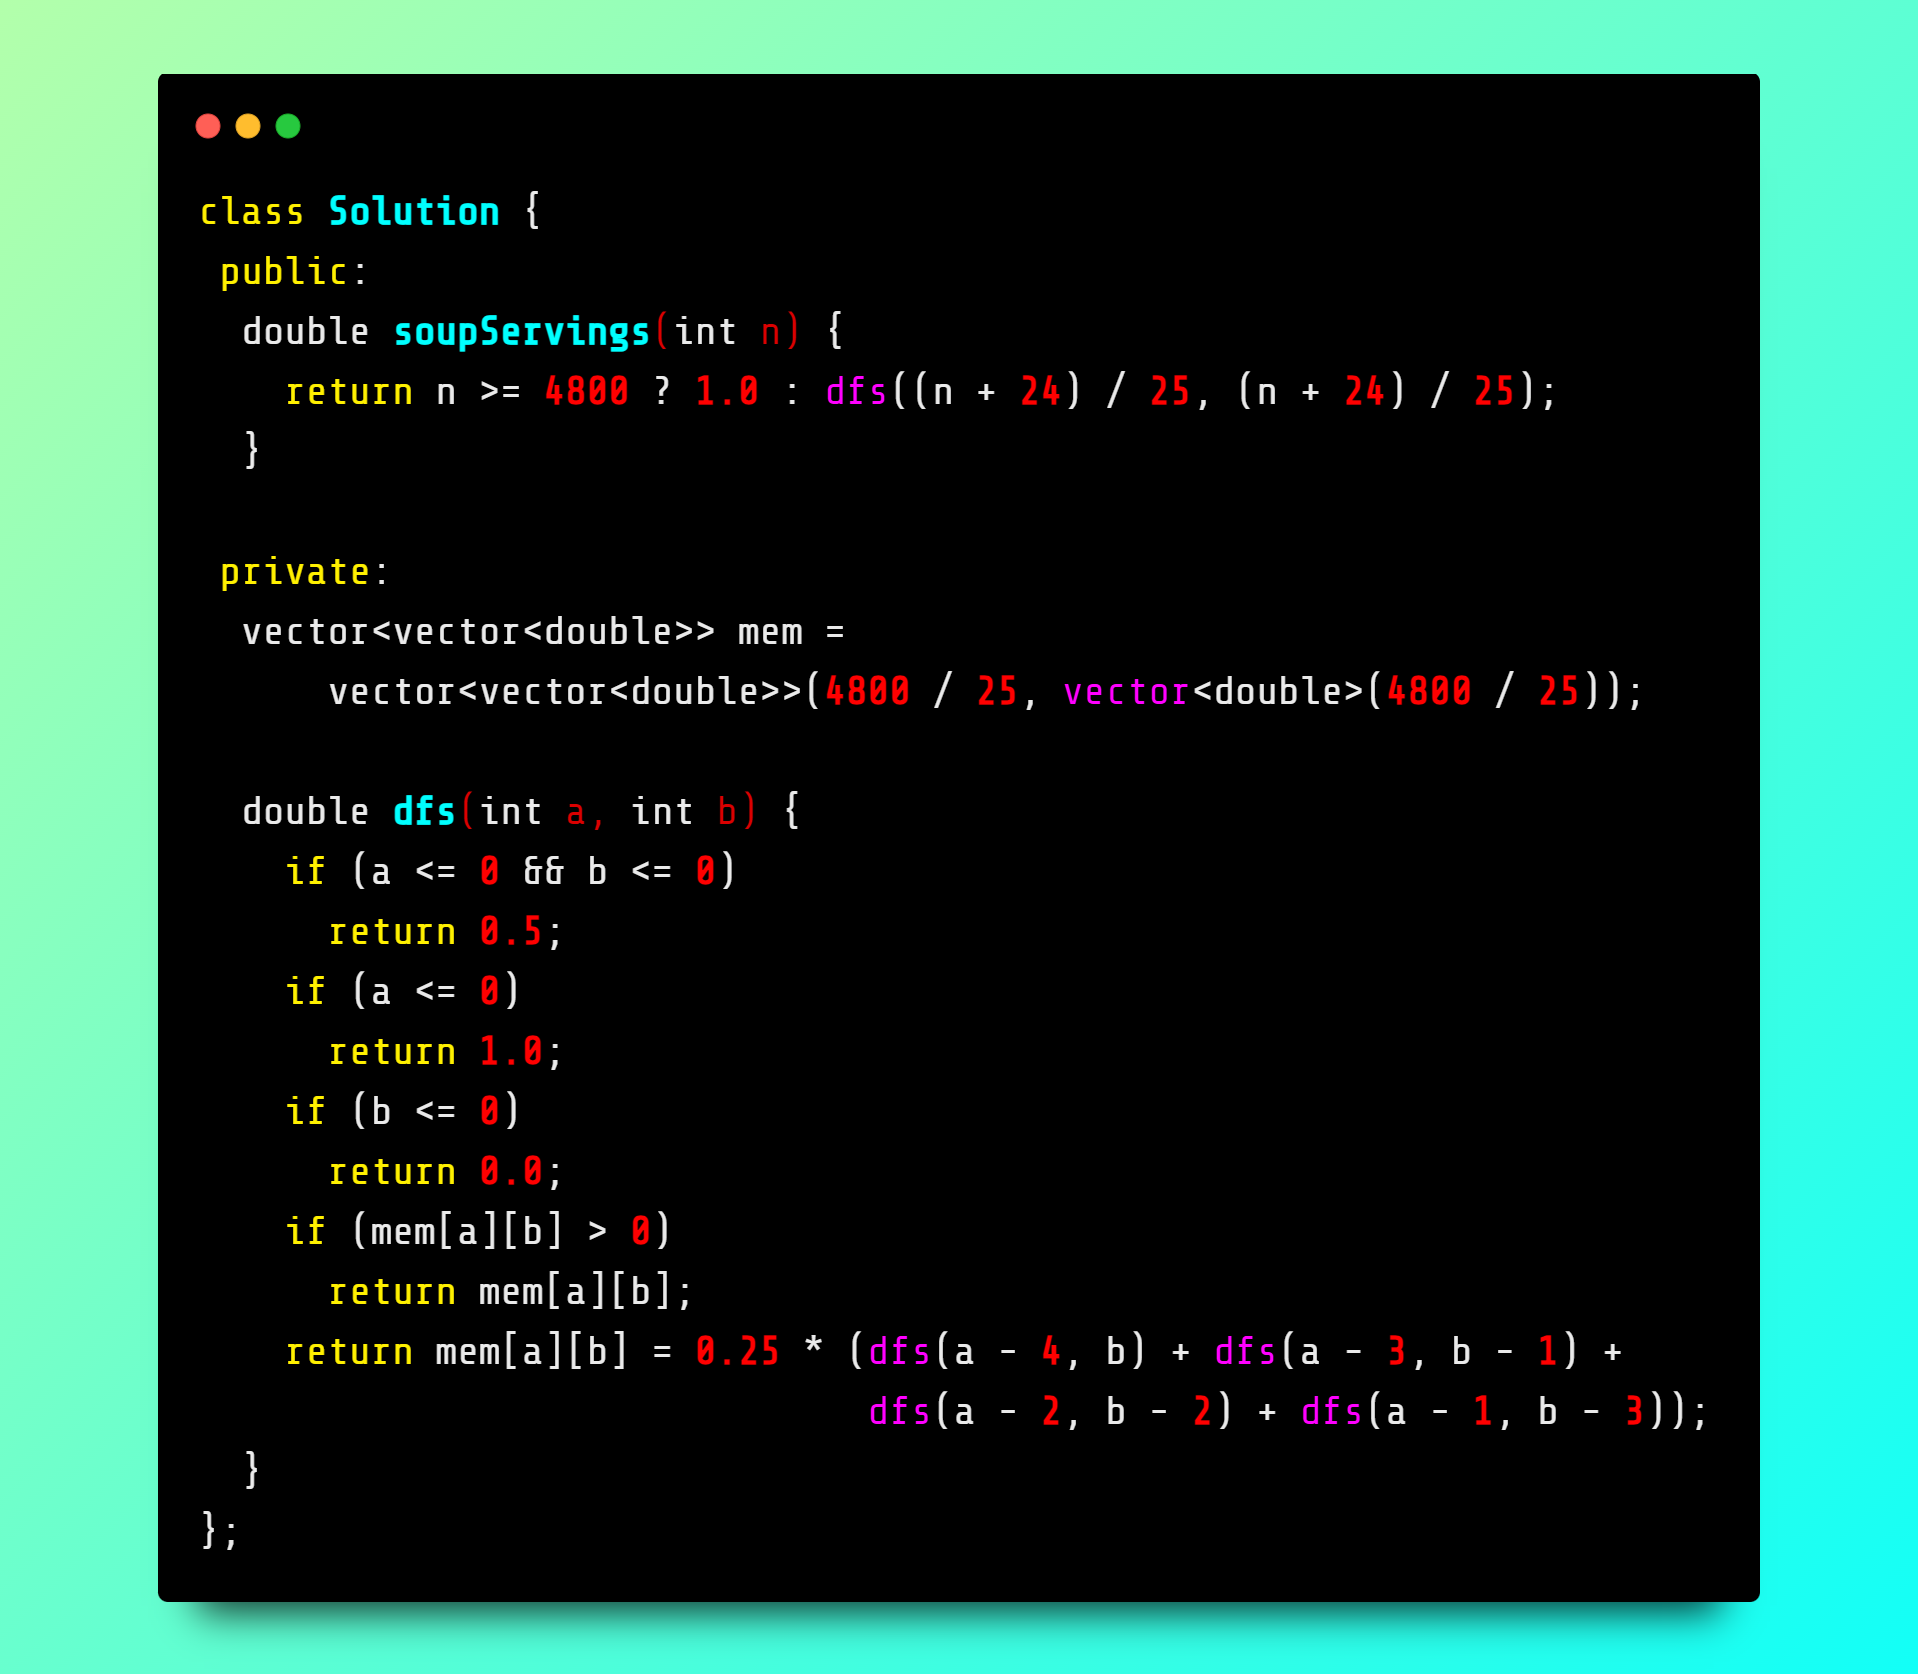 class Solution {
 public:
  double soupServings(int n) {
    return n >= 4800 ? 1.0 : dfs((n + 24) / 25, (n + 24) / 25);
  }

 private:
  vector<vector<double>> mem =
      vector<vector<double>>(4800 / 25, vector<double>(4800 / 25));

  double dfs(int a, int b) {
    if (a <= 0 && b <= 0)
      return 0.5;
    if (a <= 0)
      return 1.0;
    if (b <= 0)
      return 0.0;
    if (mem[a][b] > 0)
      return mem[a][b];
    return mem[a][b] = 0.25 * (dfs(a - 4, b) + dfs(a - 3, b - 1) +
                               dfs(a - 2, b - 2) + dfs(a - 1, b - 3));
  }
};